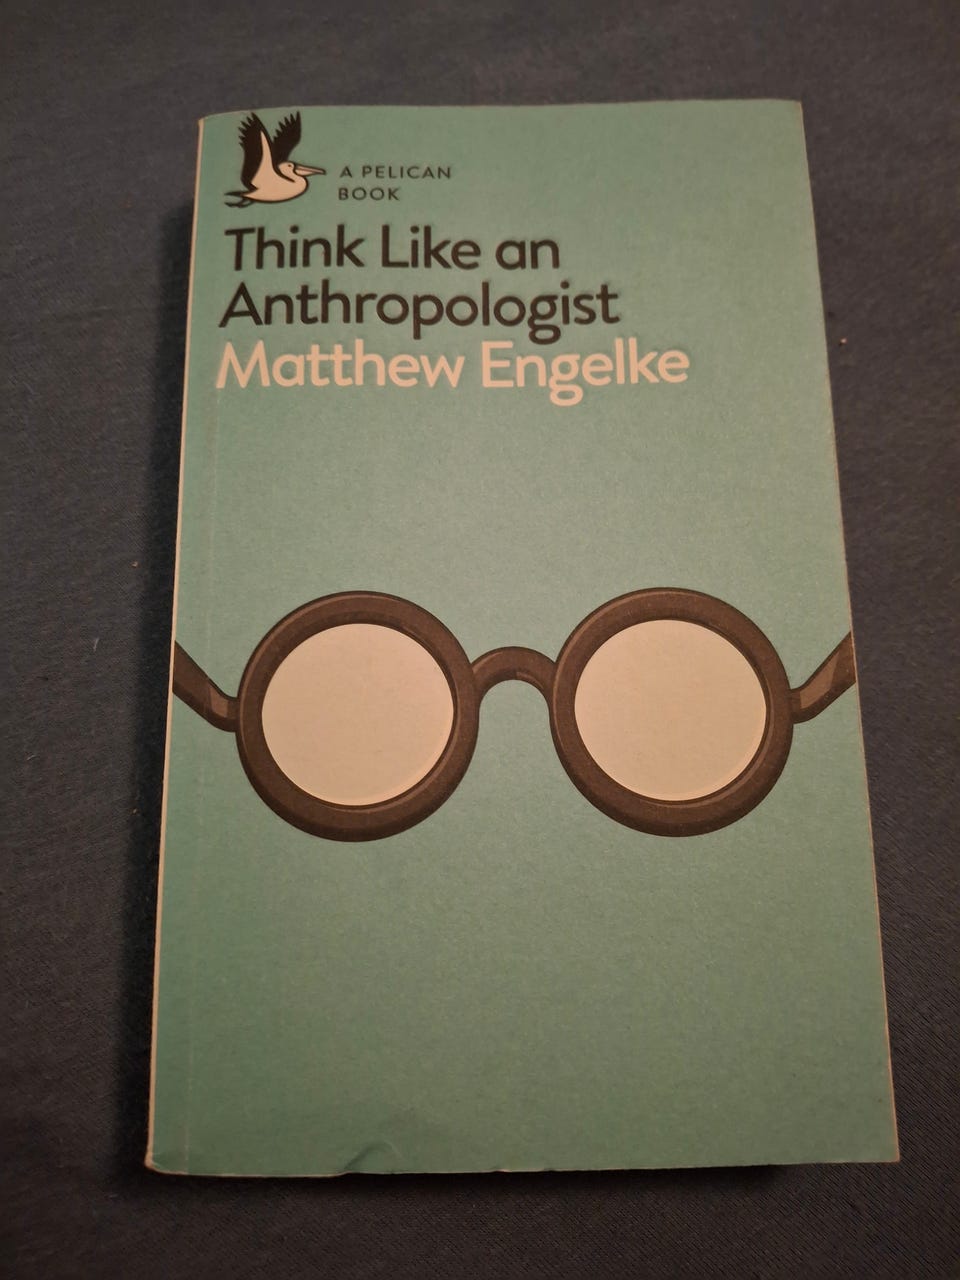 A PELICAN
BOOK
Think Like an
Anthropologist
Matthew Engelke